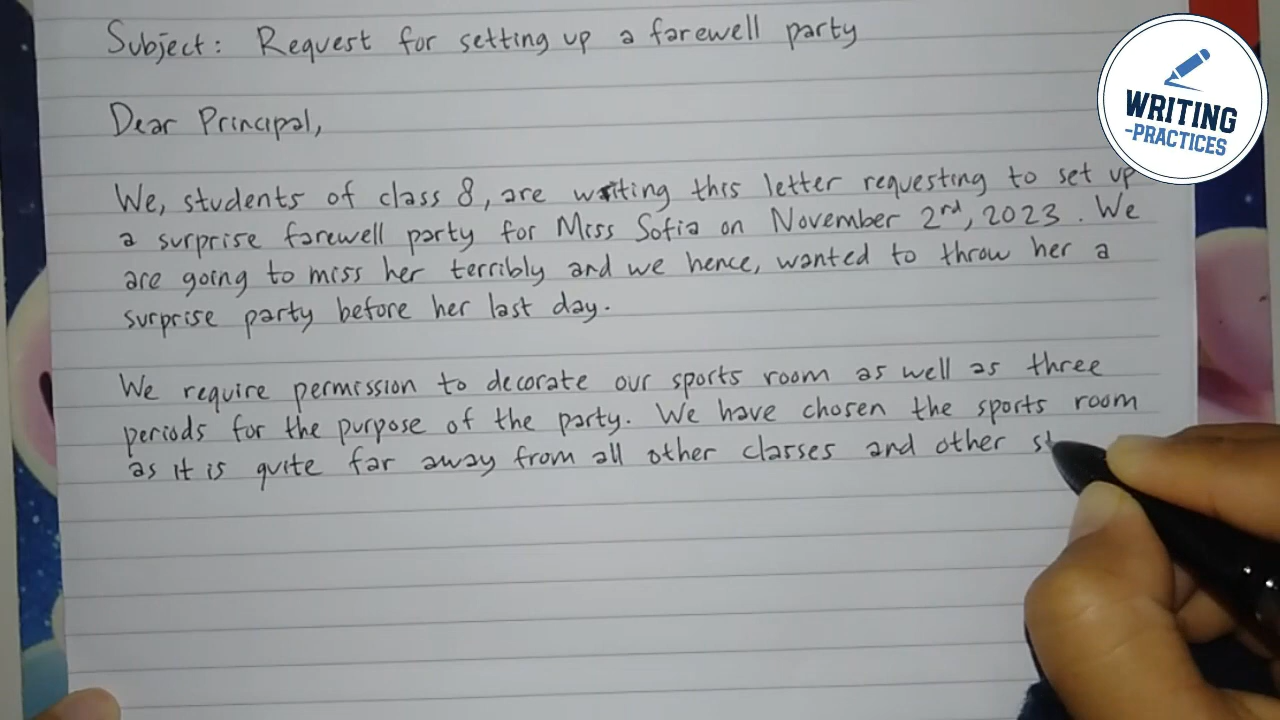 Subject: Request for setting up a farewell party
Dear Principal,
We, students of class 8, are writing this letter requesting to set up
a surprise farewell party for Miss Sofia on November 2nd, 2023. We
are going to miss her terribly and we hence, wanted to throw her a
surprise party before her last day.
We require permission to decorate our sports room as well as three
periods for the purpose of the party. We have chosen the sports room
as it is quite far away from all other classes and other
WRITING
-PRACTICES